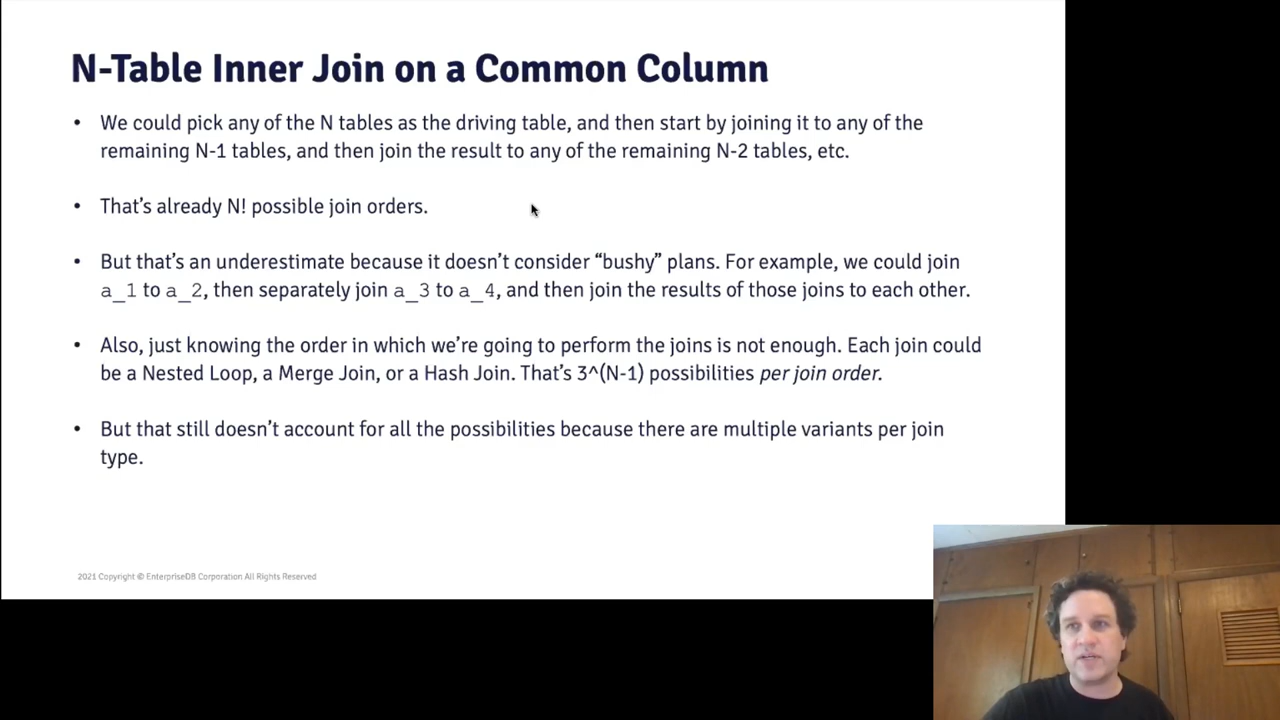 N-Table Inner Join on a Common Column
• We could pick any of the N tables as the driving table, and then start by joining it to any of the
remaining N-1 tables, and then join the result to any of the remaining N-2 tables, etc.
• That's already N! possible join orders.
• But that's an underestimate because it doesn't consider “bushy” plans. For example, we could join
a_1 to a_2, then separately join a_3 to a_4, and then join the results of those joins to each other.
• Also, just knowing the order in which we're going to perform the joins is not enough. Each join could
be a Nested Loop, a Merge Join, or a Hash Join. That's 3^(N-1) possibilities per join order.
• But that still doesn't account for all the possibilities because there are multiple variants per join
type.
2021 Copyright © EnterpriseDB Corporation All Rights Reserved